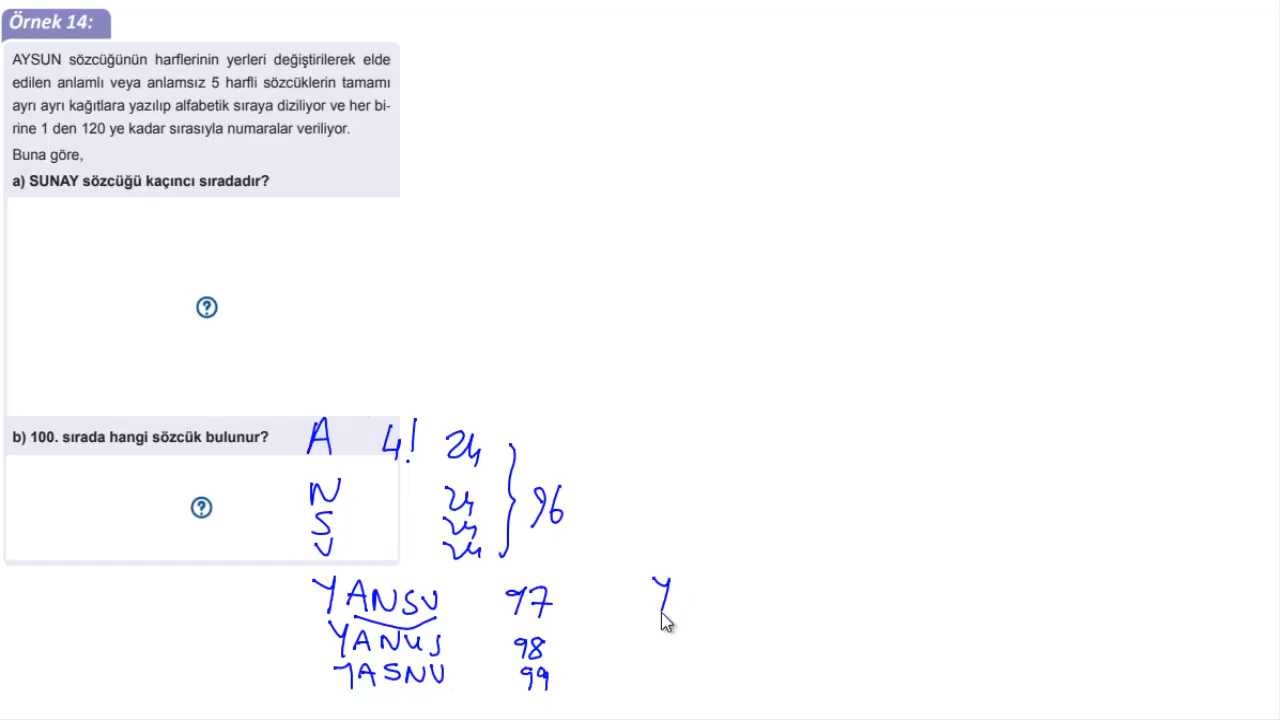 Örnek 14:
AYSUN sözcüğünün harflerinin yerleri değiştirilerek elde
edilen anlamlı veya anlamsız 5 harfli sözcüklerin tamamı
ayrı ayrı kağıtlara yazılıp alfabetik sıraya diziliyor ve her bi-
rine 1 den 120 ye kadar sırasıyla numaralar veriliyor.
Buna göre,
a) SUNAY sözcüğü kaçıncı sıradadır?
?
b) 100. sırada hangi sözcük bulunur?
?
A 4! 24
N 24
S 24
U 24
96
YANSU 97 Y
YANUS 98
YASNU 99